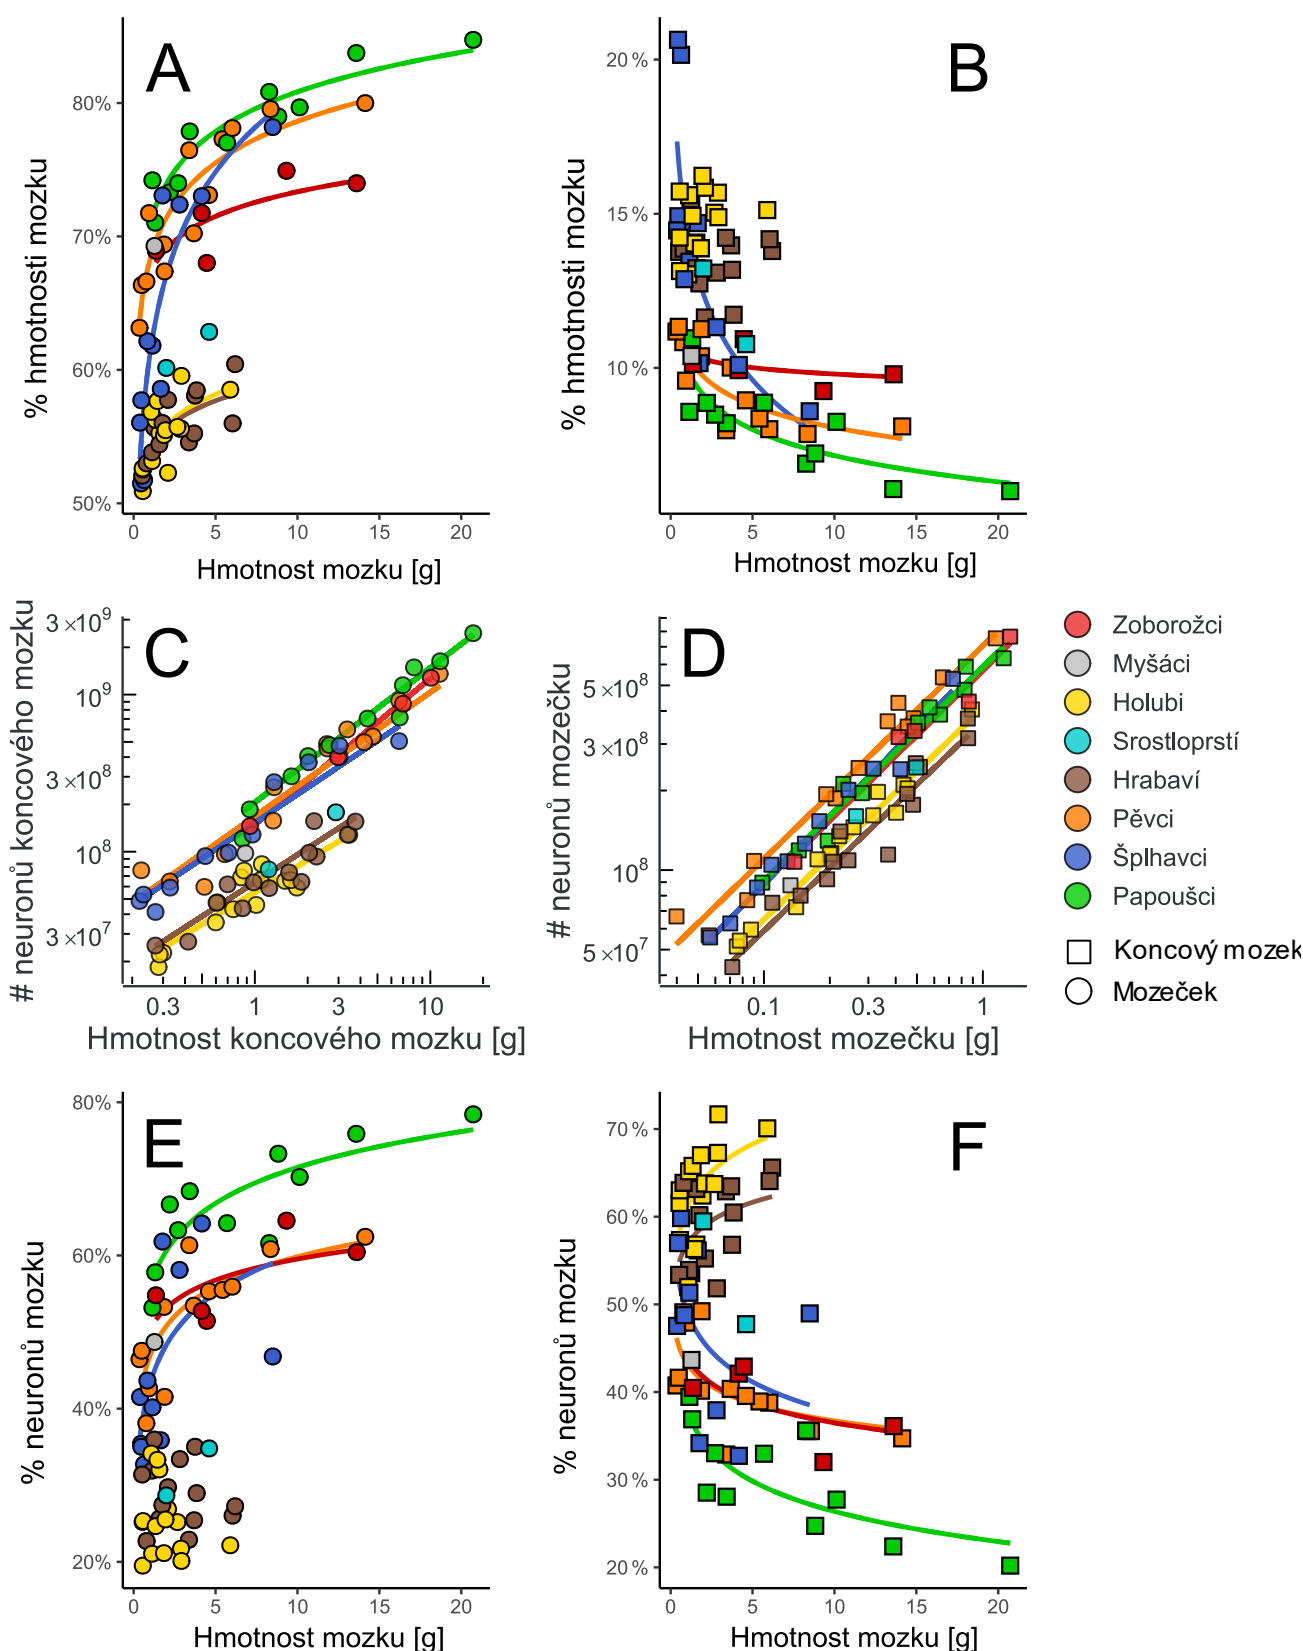 A
B
% hmotnosti mozku
80%
70%
60%
50%
0 5 10 15 20
Hmotnost mozku [g]
% hmotnosti mozku
20 %
15 %
10 %
0 5 10 15 20
Hmotnost mozku [g]
C
D
# neuronů koncového mozku
3 ×10⁹
10⁹
3 ×10⁸
10⁸
3 ×10⁷
0.3 1 3 10
Hmotnost koncového mozku [g]
# neuronů mozečku
5 ×10⁸
3 ×10⁸
10⁸
5 ×10⁷
0.1 0.3 1
Hmotnost mozečku [g]
Zoborožci
Myšáci
Holubi
Srostloprstí
Hrabaví
Pěvci
Šplhavci
Papoušci
Koncový mozek
Mozeček
E
F
% neuronů mozku
80%
60%
40%
20%
0 5 10 15 20
Hmotnost mozku [g]
% neuronů mozku
70 %
60 %
50 %
40 %
30 %
20 %
0 5 10 15 20
Hmotnost mozku [g]